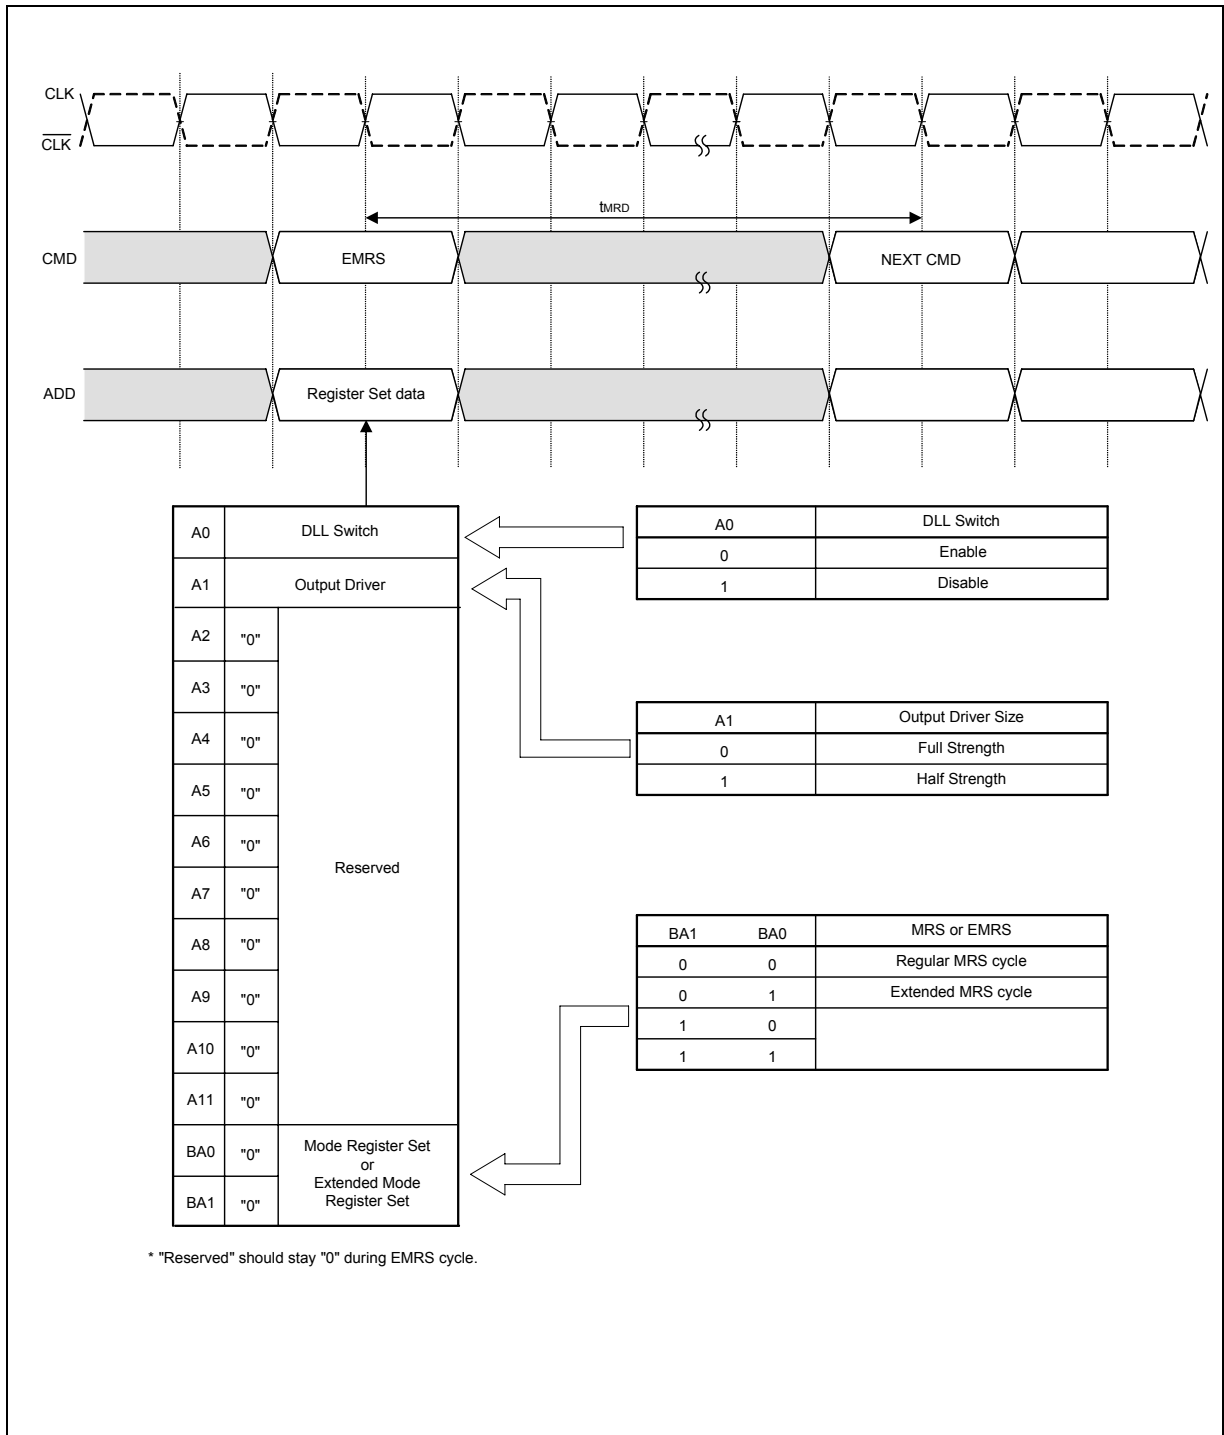 CLK
CLK
tMRD
CMD
EMRS
NEXT CMD
ADD
Register Set data
A0 DLL Switch
A1 Output Driver
A2 "0"
A3 "0"
A4 "0"
A5 "0"
A6 "0"
Reserved
A7 "0"
A8 "0"
A9 "0"
A10 "0"
A11 "0"
BA0 "0"
BA1 "0"
Mode Register Set
or
Extended Mode
Register Set
A0 DLL Switch
0 Enable
1 Disable
A1 Output Driver Size
0 Full Strength
1 Half Strength
BA1 BA0 MRS or EMRS
0 0 Regular MRS cycle
0 1 Extended MRS cycle
1 0
1 1
* "Reserved" should stay "0" during EMRS cycle.